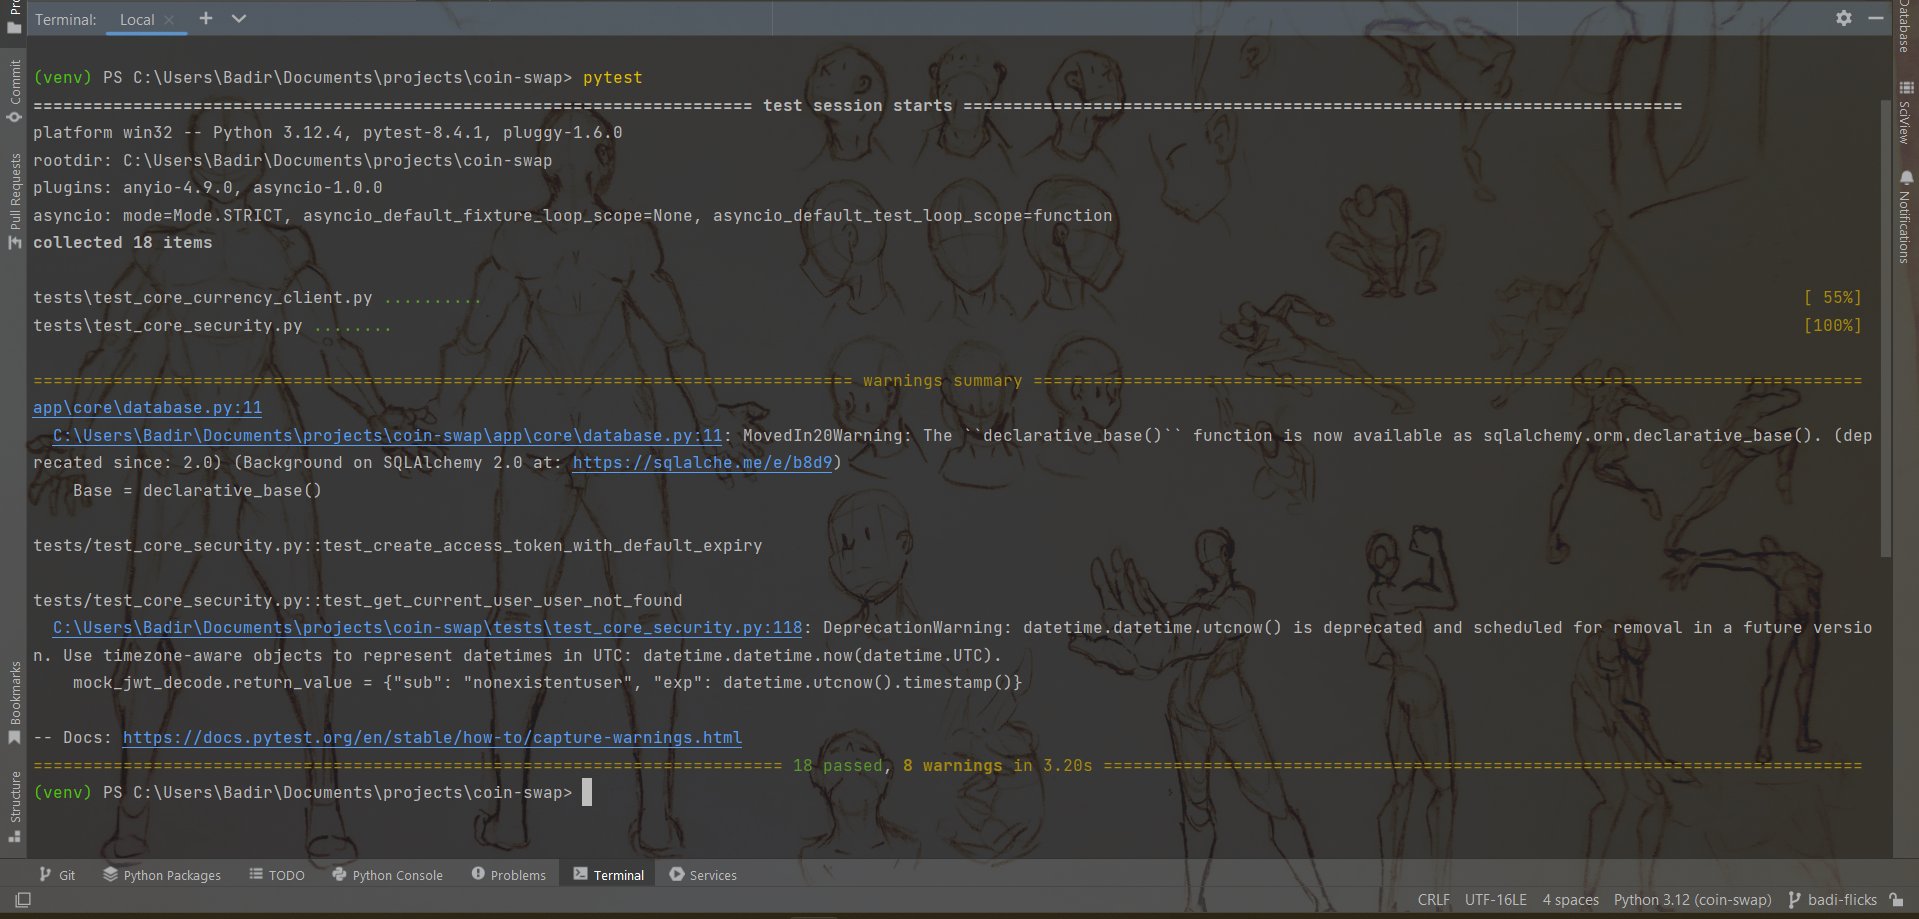 Terminal: Local
(venv) PS C:\Users\Badir\Documents\projects\coin-swap> pytest
======================================================================== test session starts ========================================================================
platform win32 -- Python 3.12.4, pytest-8.4.1, pluggy-1.6.0
rootdir: C:\Users\Badir\Documents\projects\coin-swap
plugins: anyio-4.9.0, asyncio-1.0.0
asyncio: mode=Mode.STRICT, asyncio_default_fixture_loop_scope=None, asyncio_default_test_loop_scope=function
collected 18 items
tests\test_core_currency_client.py .......... [ 55%]
tests\test_core_security.py ........ [100%]
================================================================================== warnings summary ===================================================================================
app\core\database.py:11
C:\Users\Badir\Documents\projects\coin-swap\app\core\database.py:11: MovedIn20Warning: The ``declarative_base()`` function is now available as sqlalchemy.orm.declarative_base(). (dep
recated since: 2.0) (Background on SQLAlchemy 2.0 at: https://sqlalche.me/e/b8d9)
Base = declarative_base()
tests/test_core_security.py::test_create_access_token_with_default_expiry
tests/test_core_security.py::test_get_current_user_user_not_found
C:\Users\Badir\Documents\projects\coin-swap\tests\test_core_security.py:118: DeprecationWarning: datetime.datetime.utcnow() is deprecated and scheduled for removal in a future versio
n. Use timezone-aware objects to represent datetimes in UTC: datetime.datetime.now(datetime.UTC).
mock_jwt_decode.return_value = {"sub": "nonexistentuser", "exp": datetime.utcnow().timestamp()}
-- Docs: https://docs.pytest.org/en/stable/how-to/capture-warnings.html
=========================================================================== 18 passed, 8 warnings in 3.20s ============================================================================
(venv) PS C:\Users\Badir\Documents\projects\coin-swap>
Commit
Pull Requests
Bookmarks
Structure
Database
SciView
Notifications
Git Python Packages TODO Python Console Problems Terminal Services
CRLF UTF-16LE 4 spaces Python 3.12 (coin-swap) badi-flicks